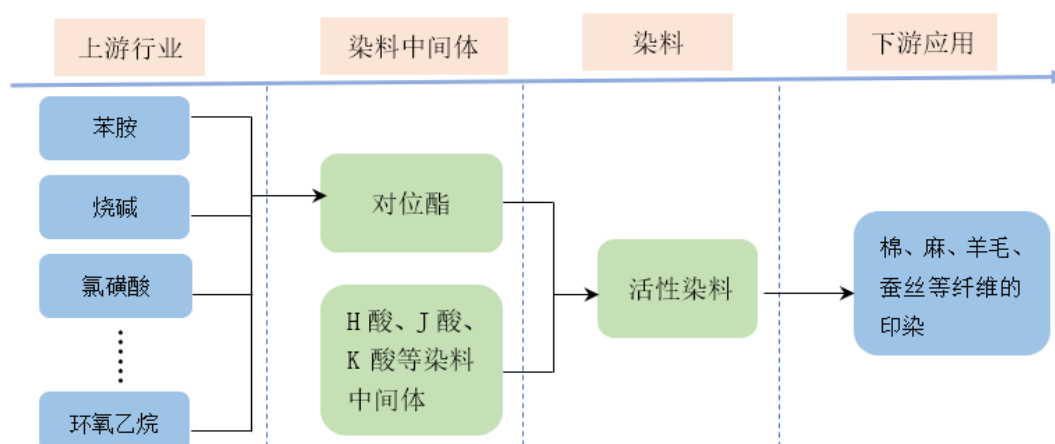 上游行业
染料中间体
染料
下游应用
苯胺
烧碱
氯磺酸
环氧乙烷
对位酯
H 酸、J 酸、
K 酸等染料
中间体
活性染料
棉、麻、羊毛、
蚕丝等纤维的
印染